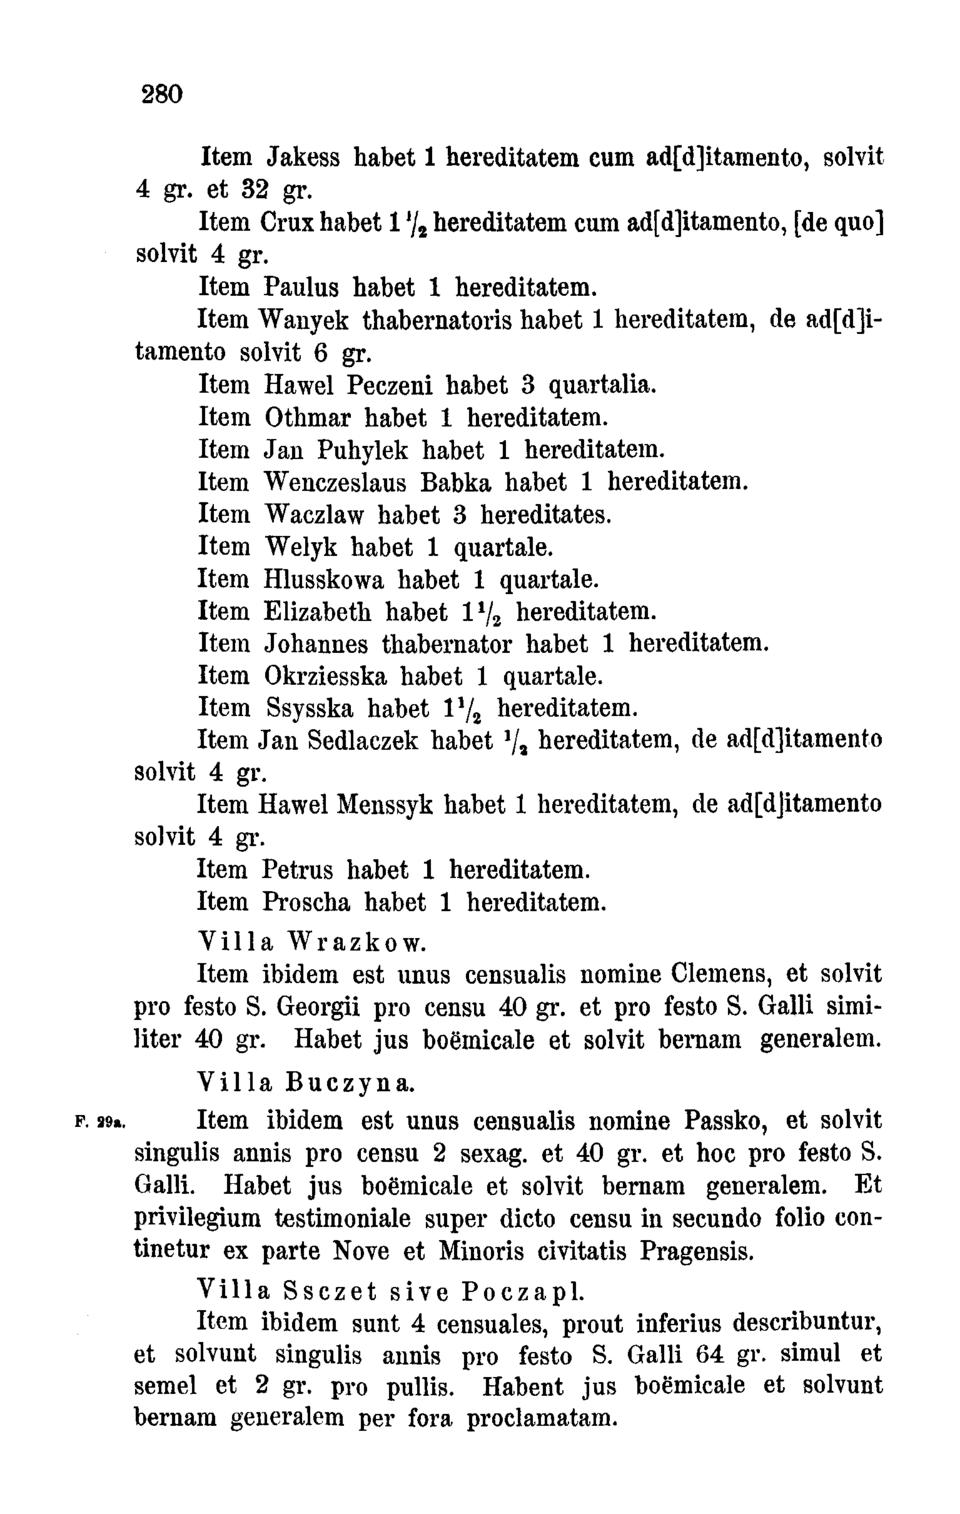 280
Item Jakess habet 1 hereditatem cum ad[d]itamento, solvit
4 gr. et 32 gr.
Item Crux habet 1 1/2 hereditatem cum ad[d]itamento, [de quo]
solvit 4 gr.
Item Paulus habet 1 hereditatem.
Item Wanyek thabernatoris habet 1 hereditatem, de ad[d]i-
tamento solvit 6 gr.
Item Hawel Peczeni habet 3 quartalia.
Item Othmar habet 1 hereditatem.
Item Jan Puhylek habet 1 hereditatem.
Item Wenczeslaus Babka habet 1 hereditatem.
Item Waczlaw habet 3 hereditates.
Item Welyk habet 1 quartale.
Item Hlusskowa habet 1 quartale.
Item Elizabeth habet 1 1/2 hereditatem.
Item Johannes thabernator habet 1 hereditatem.
Item Okrziesska habet 1 quartale.
Item Ssysska habet 1 1/2 hereditatem.
Item Jan Sedlaczek habet 1/2 hereditatem, de ad[d]itamento
solvit 4 gr.
Item Hawel Menssyk habet 1 hereditatem, de ad[d]itamento
solvit 4 gr.
Item Petrus habet 1 hereditatem.
Item Proscha habet 1 hereditatem.
Villa Wrazkow.
Item ibidem est unus censualis nomine Clemens, et solvit
pro festo S. Georgii pro censu 40 gr. et pro festo S. Galli simi-
liter 40 gr. Habet jus boëmicale et solvit bernam generalem.
Villa Buczyna.
F. 29a. Item ibidem est unus censualis nomine Passko, et solvit
singulis annis pro censu 2 sexag. et 40 gr. et hoc pro festo S.
Galli. Habet jus boëmicale et solvit bernam generalem. Et
privilegium testimoniale super dicto censu in secundo folio con-
tinetur ex parte Nove et Minoris civitatis Pragensis.
Villa Ssczet sive Poczapl.
Item ibidem sunt 4 censuales, prout inferius describuntur,
et solvunt singulis annis pro festo S. Galli 64 gr. simul et
semel et 2 gr. pro pullis. Habent jus boëmicale et solvunt
bernam generalem per fora proclamatam.